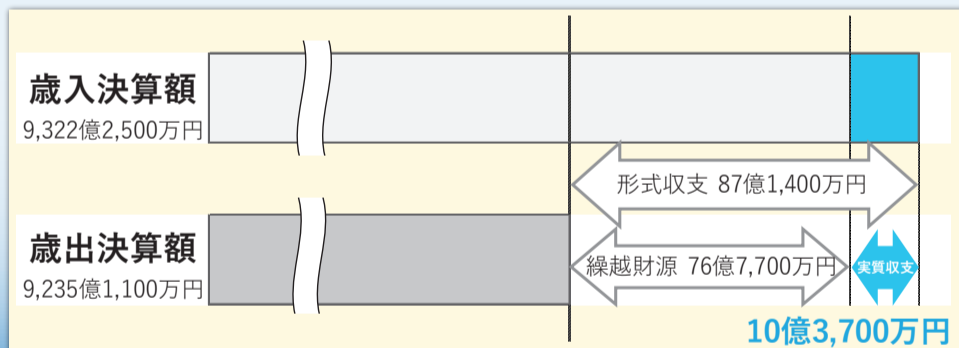 歳入決算額
9,322億2,500万円
形式収支 87億1,400万円
歳出決算額
9,235億1,100万円
繰越財源 76億7,700万円
実質収支
10億3,700万円